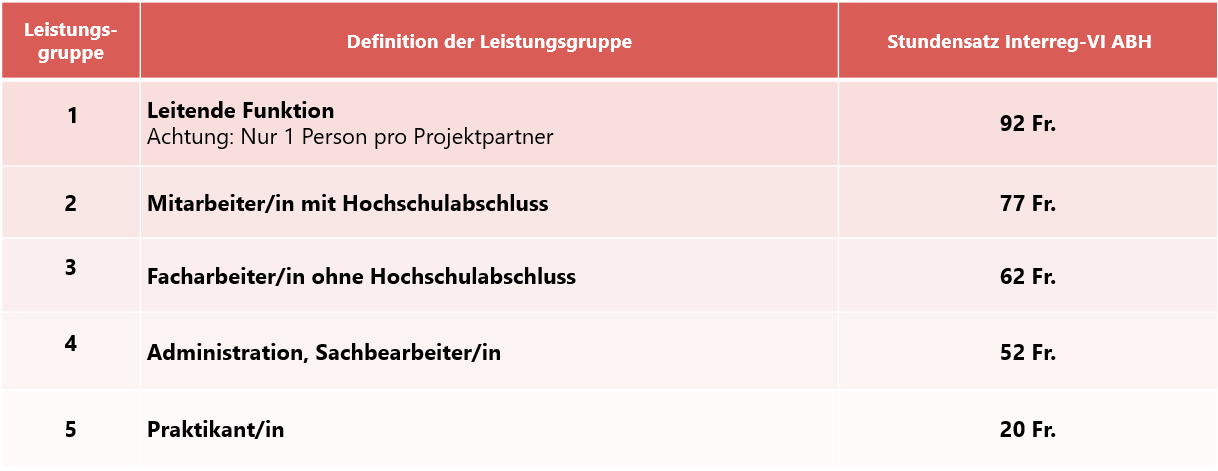 Leistungs-
gruppe
Definition der Leistungsgruppe
Stundensatz Interreg-VI ABH
1
Leitende Funktion
Achtung: Nur 1 Person pro Projektpartner
92 Fr.
2
Mitarbeiter/in mit Hochschulabschluss
77 Fr.
3
Facharbeiter/in ohne Hochschulabschluss
62 Fr.
4
Administration, Sachbearbeiter/in
52 Fr.
5
Praktikant/in
20 Fr.